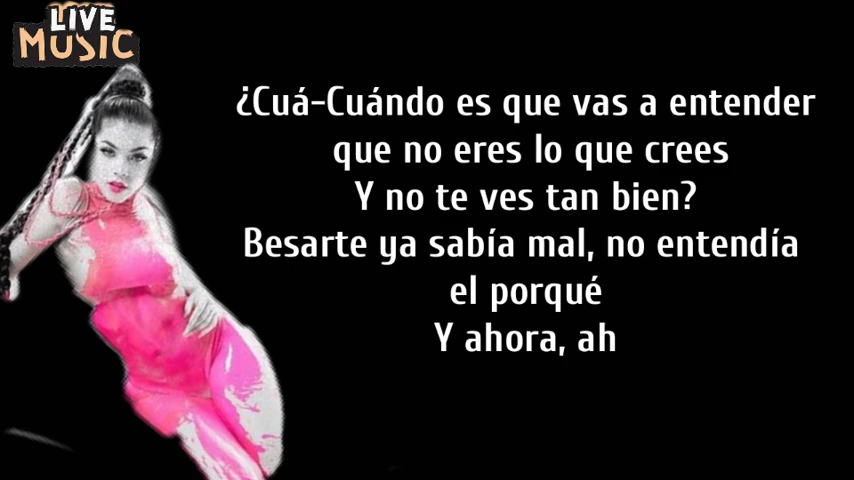 LIVE
MUSIC
¿Cuá-Cuándo es que vas a entender
que no eres lo que crees
Y no te ves tan bien?
Besarte ya sabía mal, no entendía
el porqué
Y ahora, ah